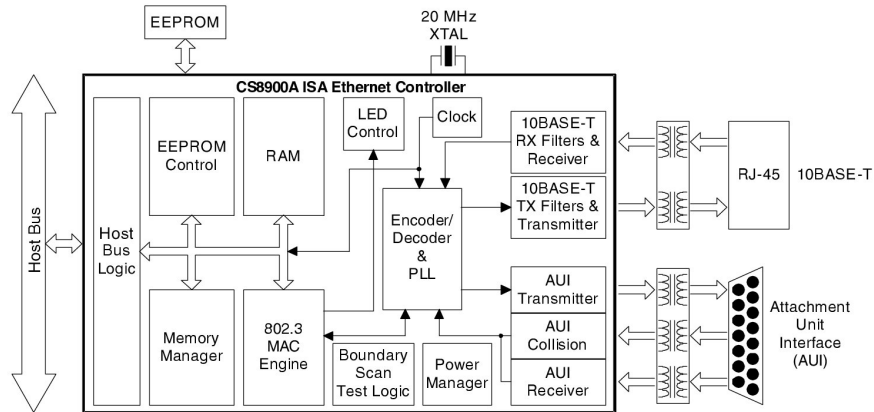 EEPROM
20 MHz
XTAL
CS8900A ISA Ethernet Controller
Host Bus
Host
Bus
Logic
EEPROM
Control
RAM
LED
Control
Clock
10BASE-T
RX Filters &
Receiver
10BASE-T
TX Filters &
Transmitter
Encoder/
Decoder
&
PLL
Memory
Manager
802.3
MAC
Engine
Boundary
Scan
Test Logic
Power
Manager
AUI
Transmitter
AUI
Collision
AUI
Receiver
RJ-45
10BASE-T
Attachment
Unit
Interface
(AUI)